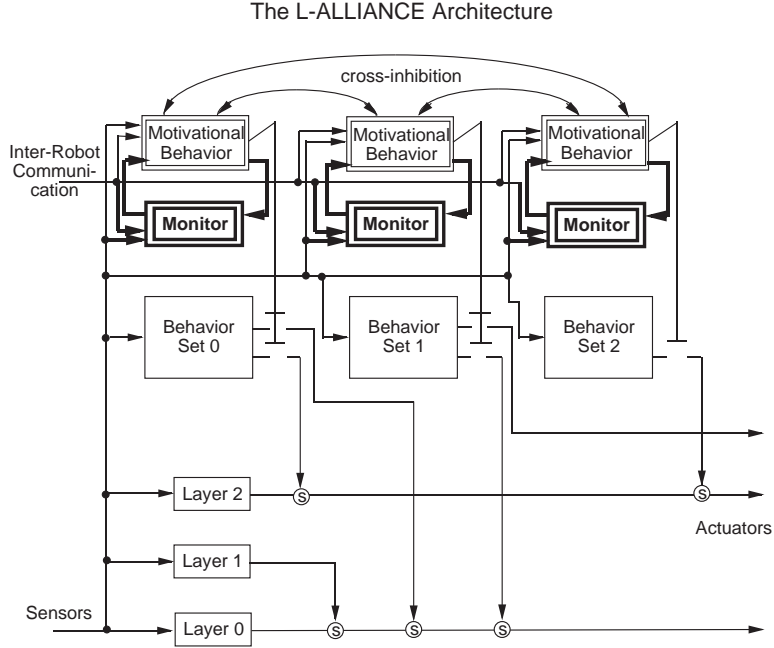 The L-ALLIANCE Architecture
cross-inhibition
Motivational
Behavior
Motivational
Behavior
Motivational
Behavior
Inter-Robot
Communi-
cation
Monitor
Monitor
Monitor
Behavior
Set 0
Behavior
Set 1
Behavior
Set 2
Layer 2
S
S
Actuators
Layer 1
Sensors
Layer 0
S
S
S